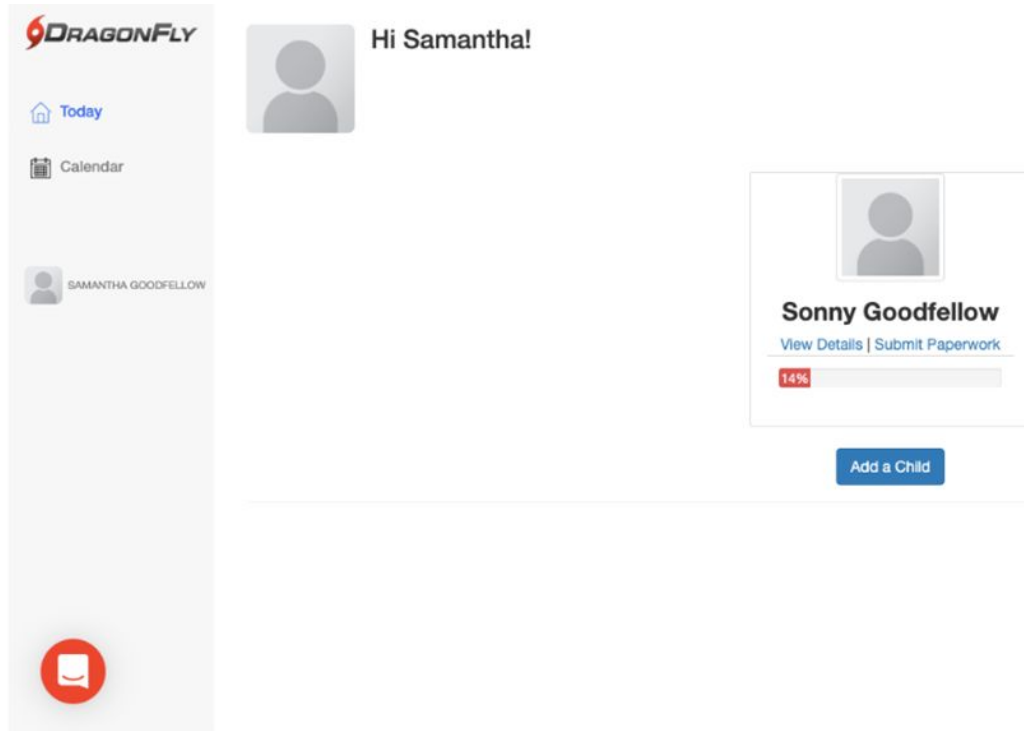 DRAGONFLY
Hi Samantha!
Today
Calendar
SAMANTHA GOODFELLOW
Sonny Goodfellow
View Details | Submit Paperwork
14%
Add a Child